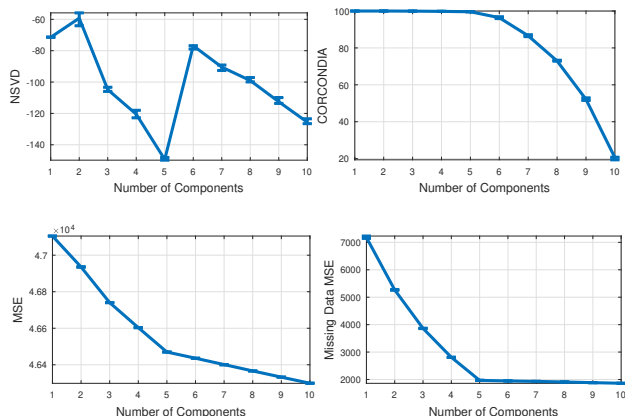 -60
-80
-100
-120
-140
NSVD
1 2 3 4 5 6 7 8 9 10
Number of Components
100
80
60
40
20
CORCONDIA
1 2 3 4 5 6 7 8 9 10
Number of Components
×10⁴
4.7
4.68
4.66
4.64
MSE
1 2 3 4 5 6 7 8 9 10
Number of Components
7000
6000
5000
4000
3000
2000
Missing Data MSE
1 2 3 4 5 6 7 8 9 10
Number of Components